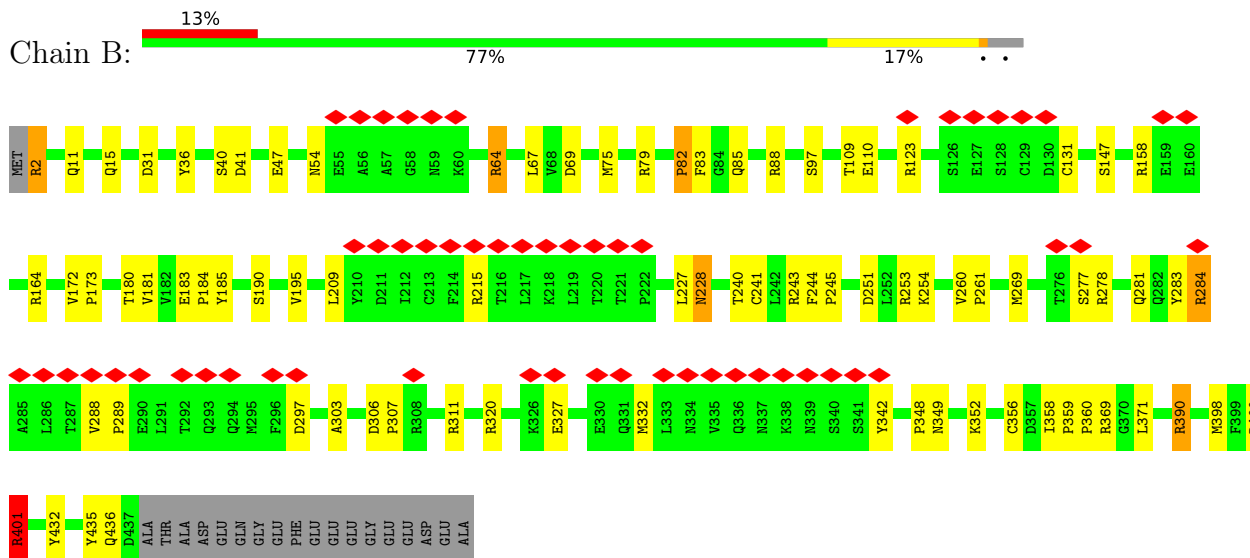 13%
Chain B:
77% 17% • •
MET R2 Q11 Q15 D31 Y36 S40 D41 E47 N54 E55 A56 A57 G58 N59 K60 R64 L67 V68 D69 M75 R79 P82 F83 G84 Q85 R88 S97 T109 E110 R123 S126 E127 S128 C129 D130 C131 S147 R158 E159 E160
R164 V172 P173 T180 V181 V182 E183 P184 Y185 S190 V195 L209 Y210 D211 I212 C213 F214 R215 T216 L217 K218 L219 T220 T221 P222 L227 N228 T240 C241 L242 R243 F244 P245 D251 L252 R253 K254 V260 P261 M269 T276 S277 R278 Q281 Q282 Y283 R284
A285 L286 T287 V288 P289 E290 L291 T292 Q293 Q294 M295 F296 D297 A303 D306 P307 R308 R311 R320 K326 E327 E330 Q331 M332 L333 N334 V335 Q336 N337 K338 N339 S340 S341 Y342 P348 N349 K352 C356 D357 I358 P359 P360 R369 G370 L371 R390 M398 F399
R401 Y432 Y435 Q436 D437 ALA THR ALA ASP GLU GLN GLY GLU PHE GLU GLU GLU GLY GLU GLU ASP GLU ALA